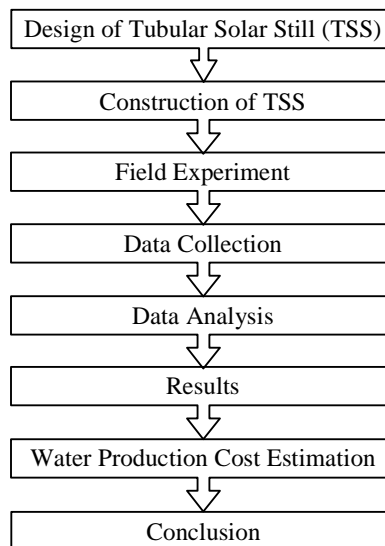 Design of Tubular Solar Still (TSS)
Construction of TSS
Field Experiment
Data Collection
Data Analysis
Results
Water Production Cost Estimation
Conclusion